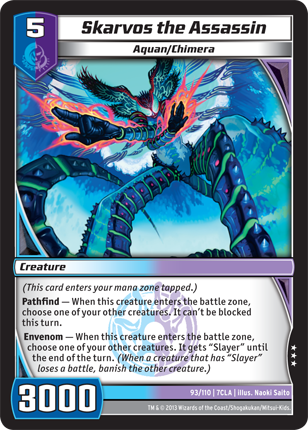 5
Skarvos the Assassin
Aquan/Chimera
Creature
(This card enters your mana zone tapped.)
Pathfind — When this creature enters the battle zone,
choose one of your other creatures. It can't be blocked
this turn.
Envenom — When this creature enters the battle zone,
choose one of your other creatures. It gets "Slayer" until
the end of the turn. (When a creature that has "Slayer"
loses a battle, banish the other creature.)
3000
93/110 | 7CLA | illus. Naoki Saito
TM & © 2013 Wizards of the Coast/Shogakukan/Mitsui-Kids.